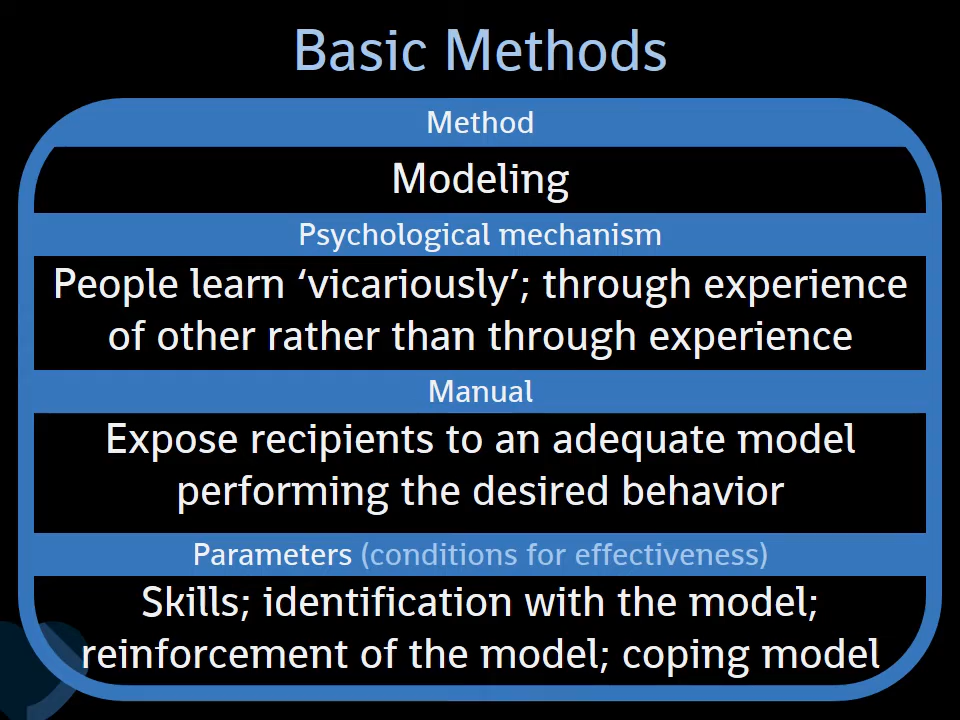 Basic Methods
Method
Modeling
Psychological mechanism
People learn ‘vicariously’; through experience
of other rather than through experience
Manual
Expose recipients to an adequate model
performing the desired behavior
Parameters (conditions for effectiveness)
Skills; identification with the model;
reinforcement of the model; coping model